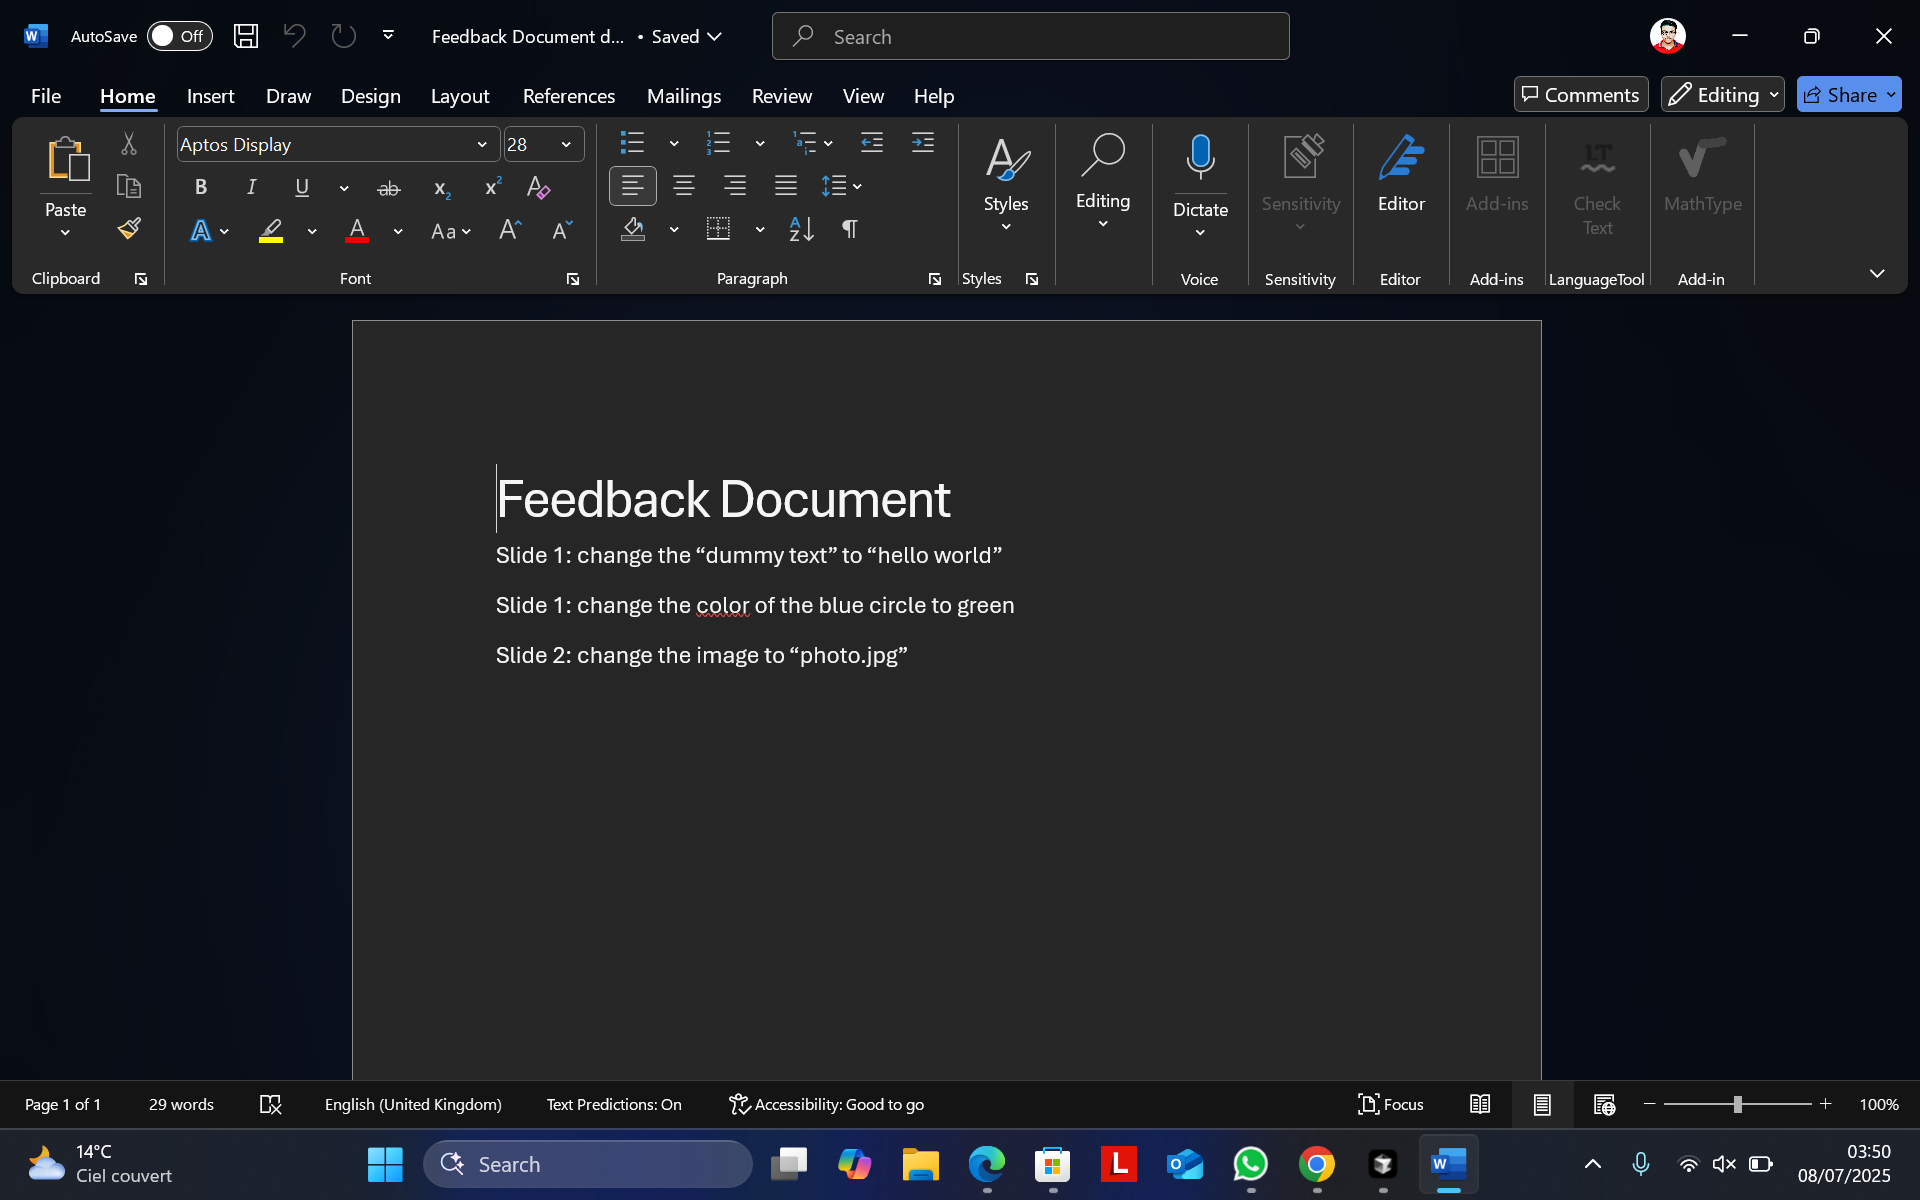 AutoSave Off Feedback Document d... • Saved Search
File Home Insert Draw Design Layout References Mailings Review View Help Comments Editing Share
Paste Aptos Display 28 Styles Editing Dictate Sensitivity Editor Add-ins Check Text MathType
Clipboard Font Paragraph Styles Voice Sensitivity Editor Add-ins LanguageTool Add-in
Feedback Document
Slide 1: change the “dummy text” to “hello world”
Slide 1: change the color of the blue circle to green
Slide 2: change the image to “photo.jpg”
Page 1 of 1 29 words English (United Kingdom) Text Predictions: On Accessibility: Good to go Focus 100%
14°C
Ciel couvert
Search
03:50
08/07/2025